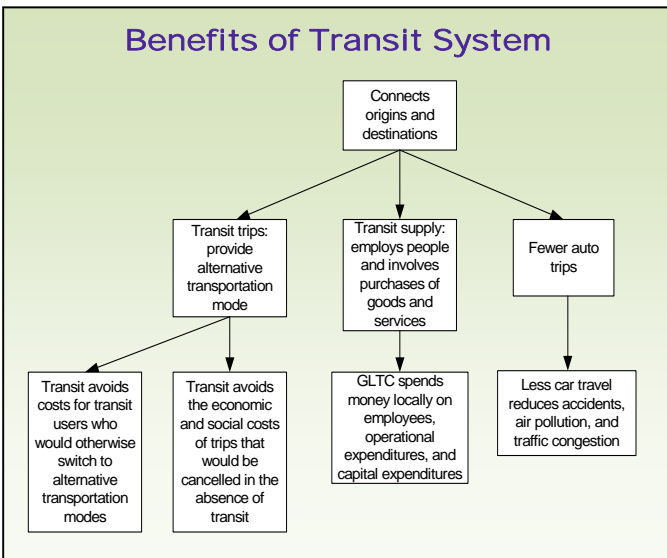 Benefits of Transit System
Connects
origins and
destinations
Transit trips:
provide
alternative
transportation
mode
Transit supply:
employs people
and involves
purchases of
goods and
services
Fewer auto
trips
Transit avoids
costs for transit
users who
would otherwise
switch to
alternative
transportation
modes
Transit avoids
the economic
and social costs
of trips that
would be
cancelled in the
absence of
transit
GLTC spends
money locally on
employees,
operational
expenditures, and
capital expenditures
Less car travel
reduces accidents,
air pollution, and
traffic congestion